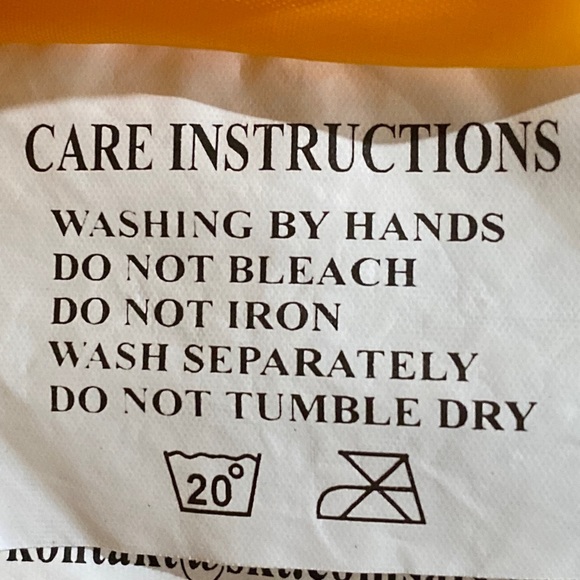 CARE INSTRUCTIONS
WASHING BY HANDS
DO NOT BLEACH
DO NOT IRON
WASH SEPARATELY
DO NOT TUMBLE DRY
20°